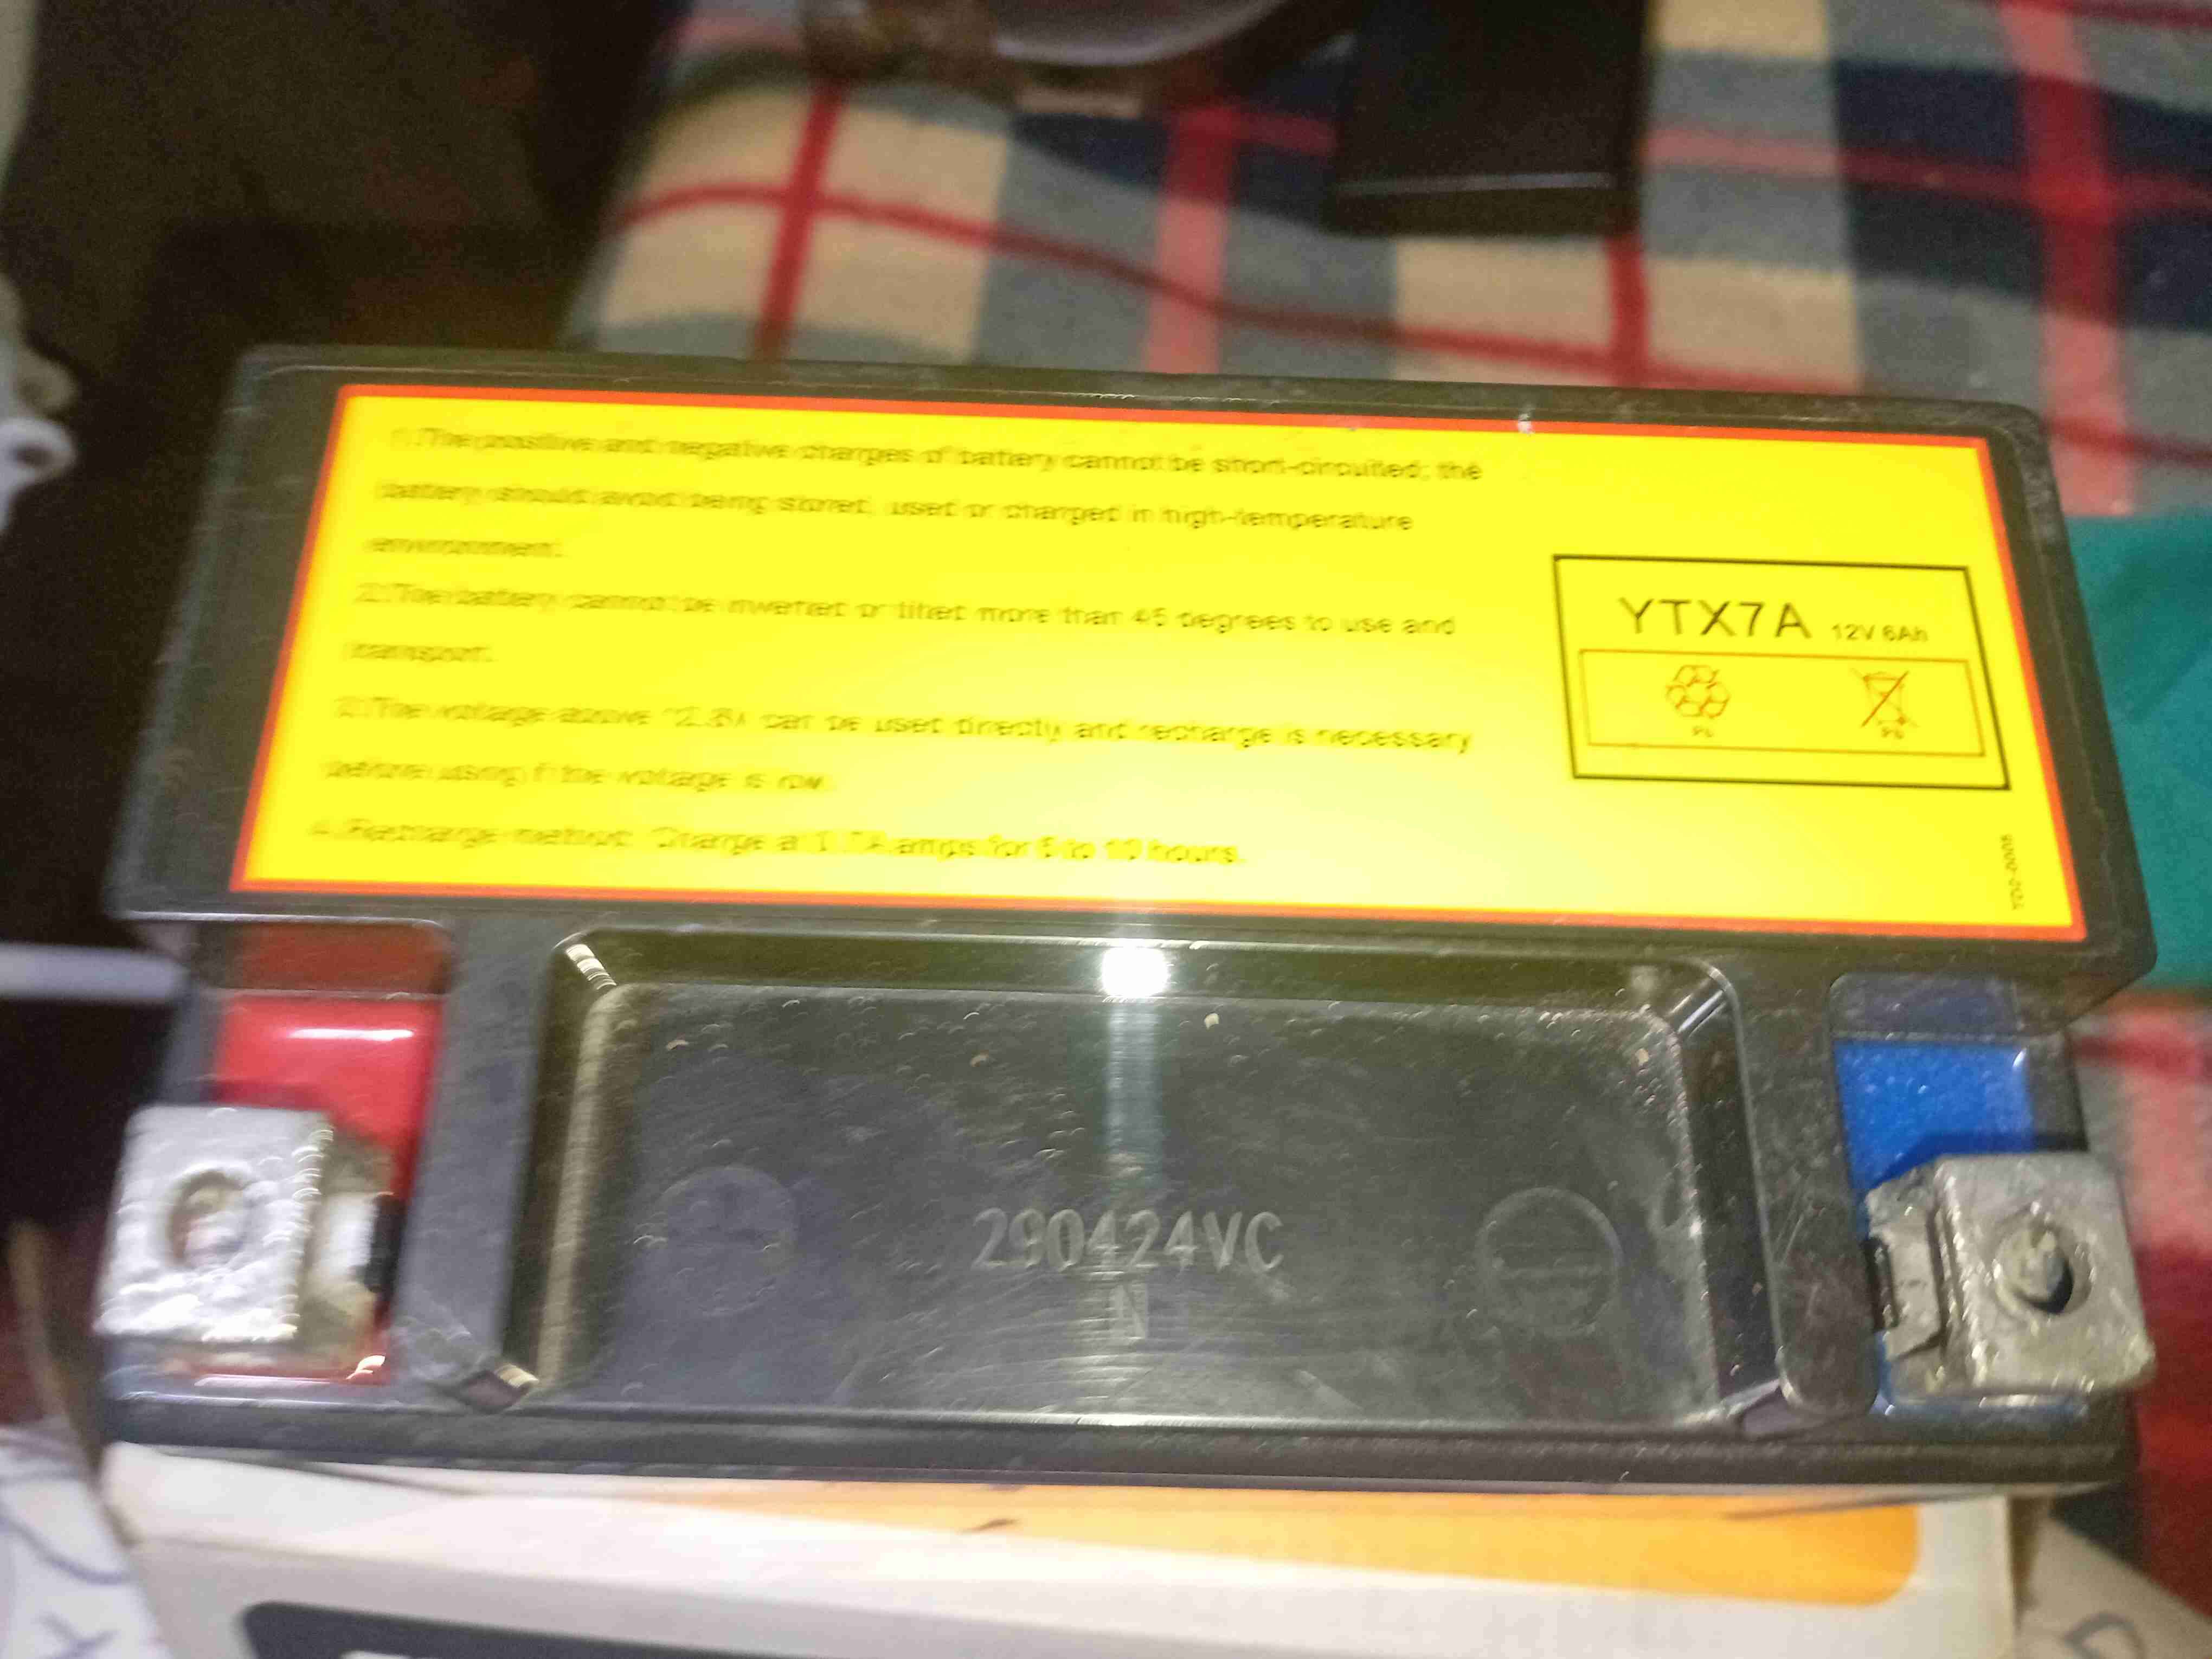 1.The positive and negative charges of battery cannot be short-circuited; the
battery should avoid being stored, used or charged in high-temperature
environment.
2.The battery cannot be inverted or tilted more than 45 degrees to use and
transport.
3.The voltage above 12.6V can be used directly and recharge is necessary
before using if the voltage is low.
4.Recharge method: Charge at amps for 5 to 10 hours.
YTX7A 12V 6Ah
Pb Pb
290424VC
N